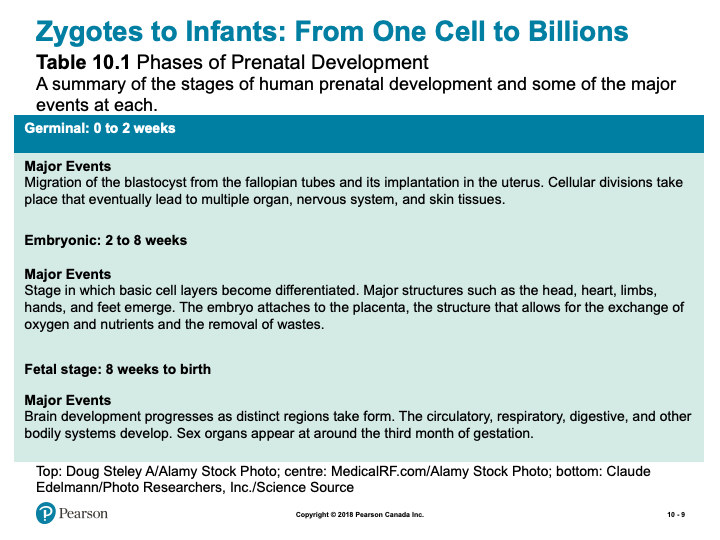 Zygotes to Infants: From One Cell to Billions
Table 10.1 Phases of Prenatal Development
A summary of the stages of human prenatal development and some of the major
events at each.
Germinal: 0 to 2 weeks
Major Events
Migration of the blastocyst from the fallopian tubes and its implantation in the uterus. Cellular divisions take
place that eventually lead to multiple organ, nervous system, and skin tissues.
Embryonic: 2 to 8 weeks
Major Events
Stage in which basic cell layers become differentiated. Major structures such as the head, heart, limbs,
hands, and feet emerge. The embryo attaches to the placenta, the structure that allows for the exchange of
oxygen and nutrients and the removal of wastes.
Fetal stage: 8 weeks to birth
Major Events
Brain development progresses as distinct regions take form. The circulatory, respiratory, digestive, and other
bodily systems develop. Sex organs appear at around the third month of gestation.
Top: Doug Steley A/Alamy Stock Photo; centre: MedicalRF.com/Alamy Stock Photo; bottom: Claude
Edelmann/Photo Researchers, Inc./Science Source
P Pearson
Copyright © 2018 Pearson Canada Inc.
10 - 9